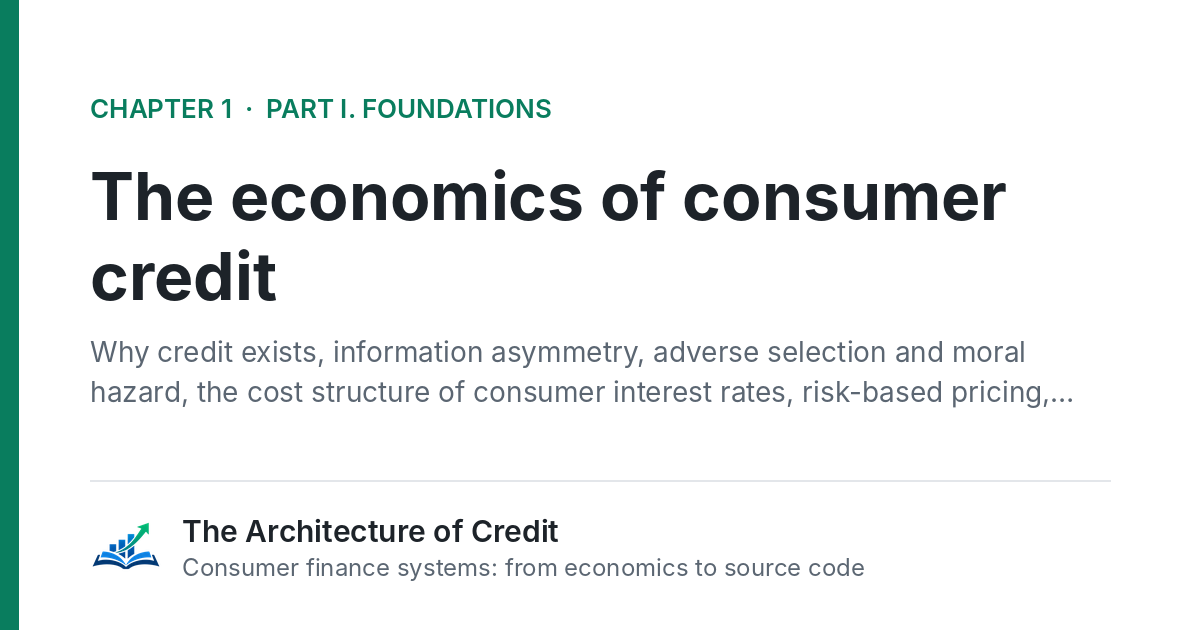 CHAPTER 1 · PART I. FOUNDATIONS
The economics of consumer
credit
Why credit exists, information asymmetry, adverse selection and moral
hazard, the cost structure of consumer interest rates, risk-based pricing,...
The Architecture of Credit
Consumer finance systems: from economics to source code